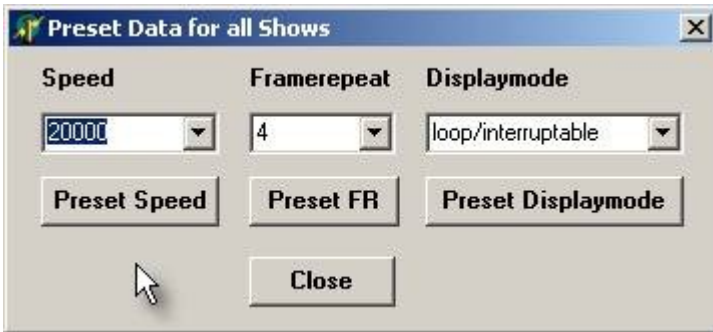 Preset Data for all Shows
Speed Framerepeat Displaymode
20000 4 loop/interruptable
Preset Speed Preset FR Preset Displaymode
Close